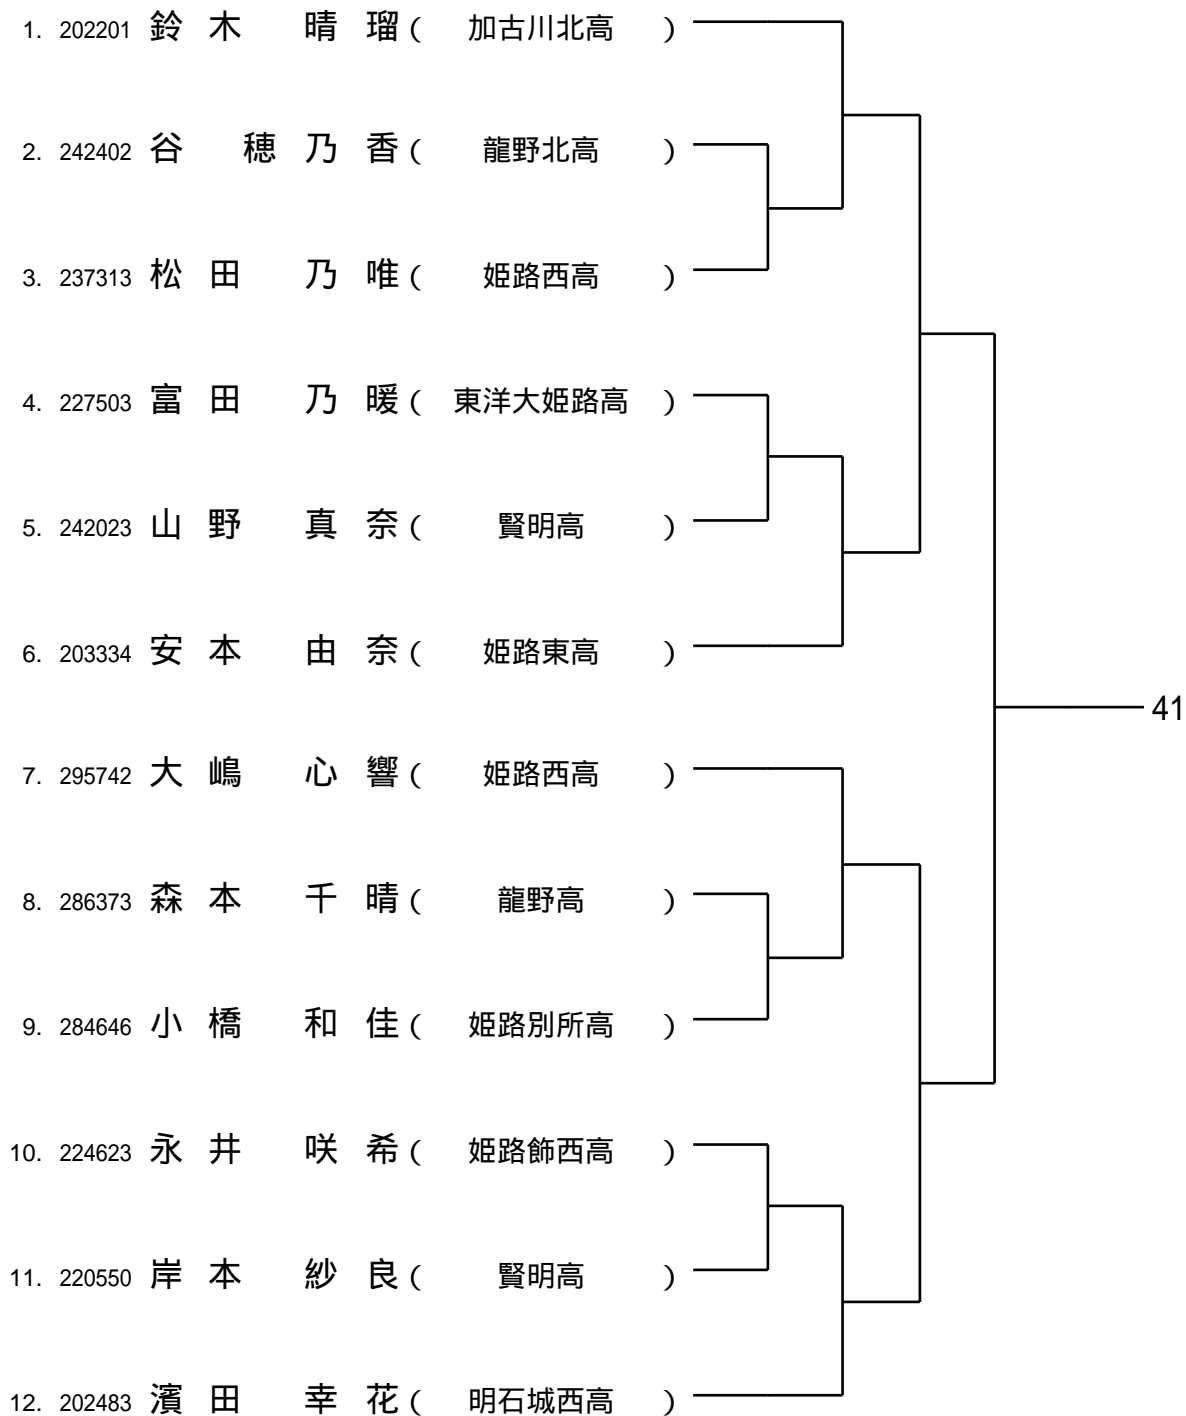 1. 202201 鈴木 晴瑠 ( 加古川北高 )
2. 242402 谷 穂乃香 ( 龍野北高 )
3. 237313 松田 乃唯 ( 姫路西高 )
4. 227503 富田 乃暖 ( 東洋大姫路高 )
5. 242023 山野 真奈 ( 賢明高 )
6. 203334 安本 由奈 ( 姫路東高 )
41
7. 295742 大嶋 心響 ( 姫路西高 )
8. 286373 森本 千晴 ( 龍野高 )
9. 284646 小橋 和佳 ( 姫路別所高 )
10. 224623 永井 咲希 ( 姫路飾西高 )
11. 220550 岸本 紗良 ( 賢明高 )
12. 202483 濱田 幸花 ( 明石城西高 )